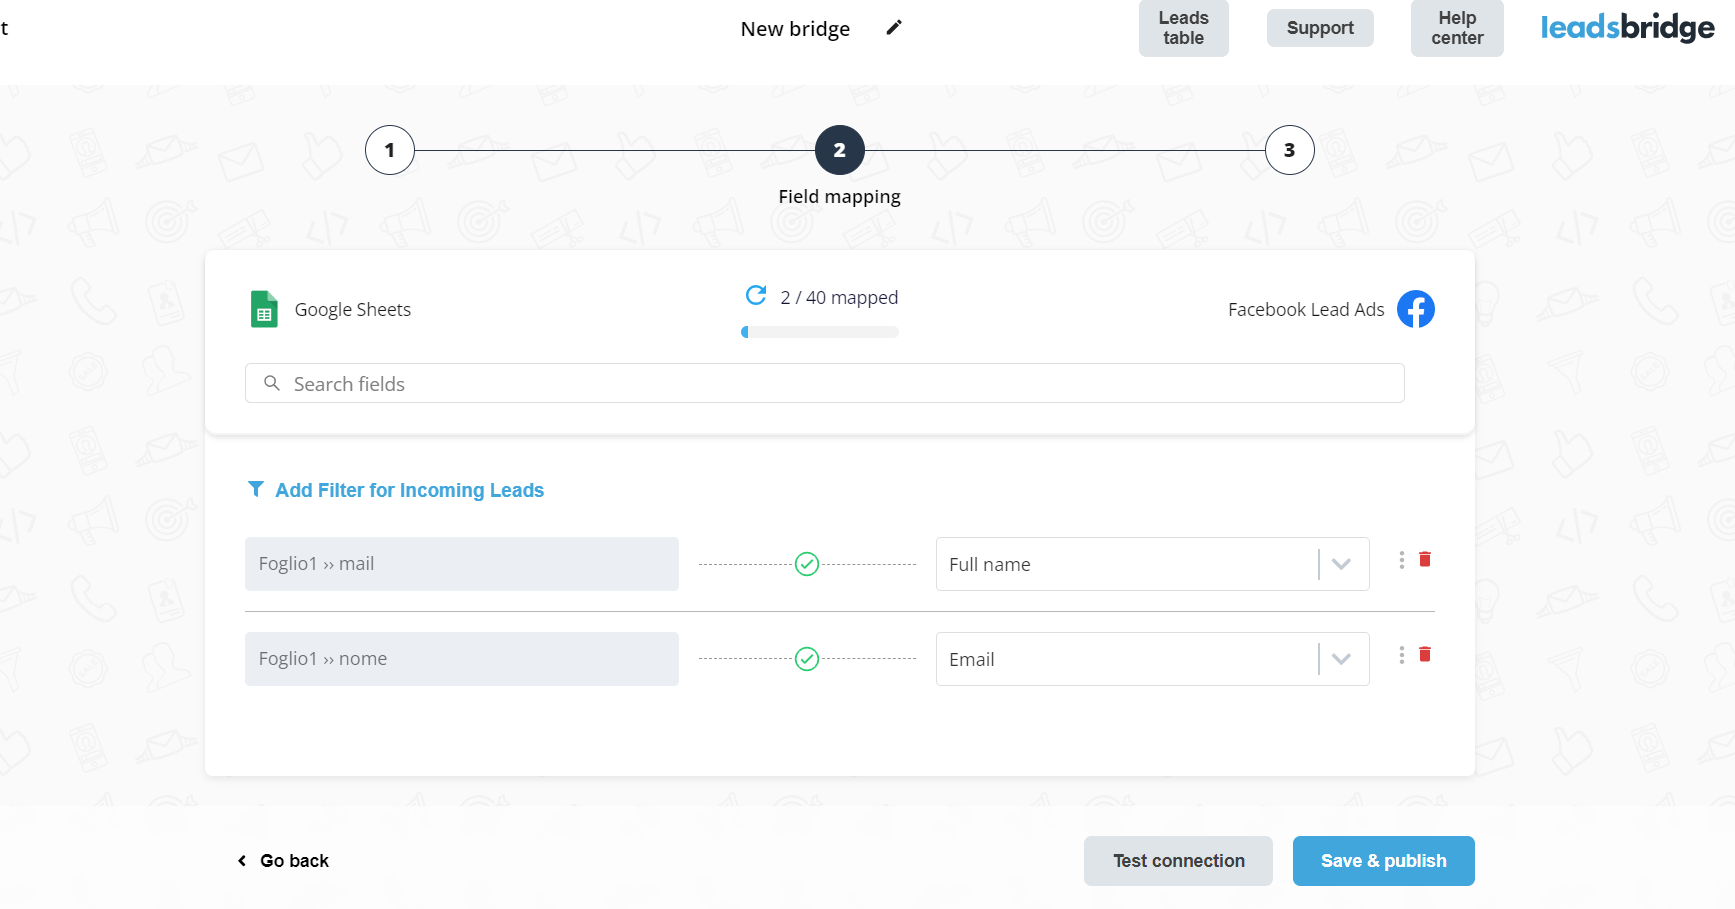 t
New bridge
Leads
table
Support
Help
center
leadsbridge
1
2
3
Field mapping
Google Sheets
2 / 40 mapped
Facebook Lead Ads
Search fields
Add Filter for Incoming Leads
Foglio1 ›› mail
Full name
Foglio1 ›› nome
Email
Go back
Test connection
Save & publish